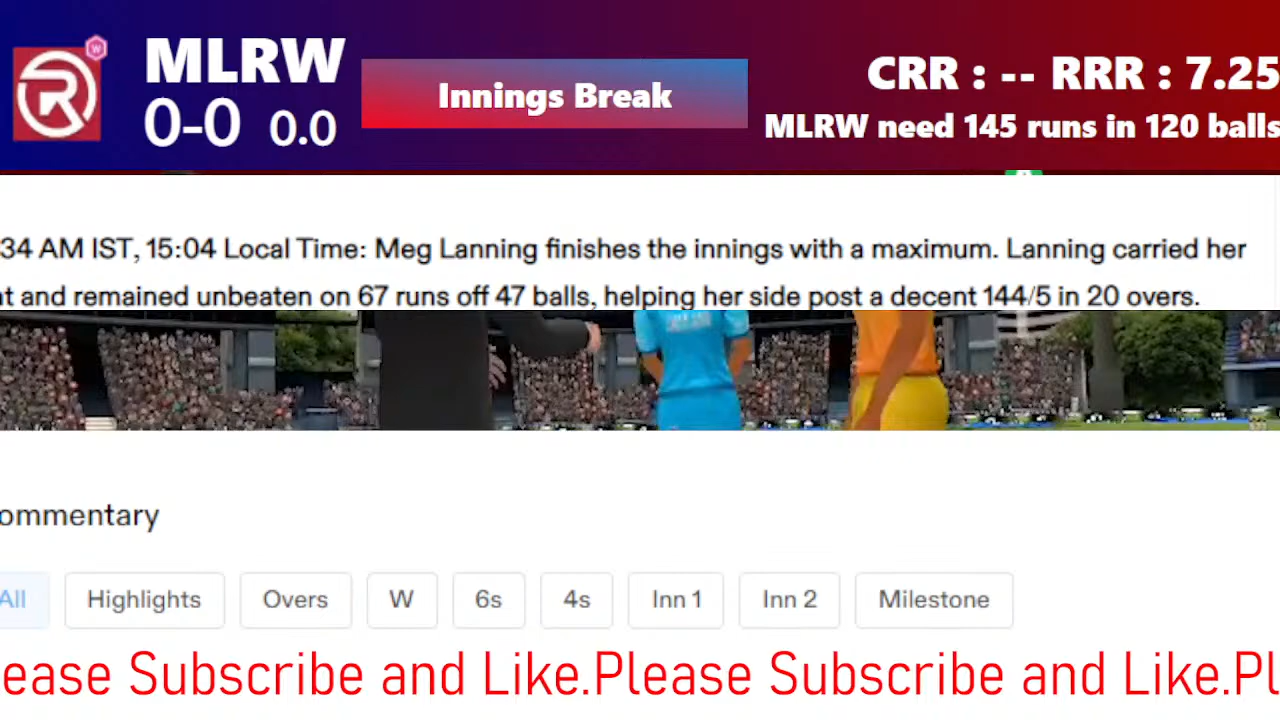 W
MLRW
0-0 0.0
Innings Break
CRR : -- RRR : 7.25
MLRW need 145 runs in 120 balls
34 AM IST, 15:04 Local Time: Meg Lanning finishes the innings with a maximum. Lanning carried her
t and remained unbeaten on 67 runs off 47 balls, helping her side post a decent 144/5 in 20 overs.
ommentary
All
Highlights
Overs
W
6s
4s
Inn 1
Inn 2
Milestone
ease Subscribe and Like.Please Subscribe and Like.Pl